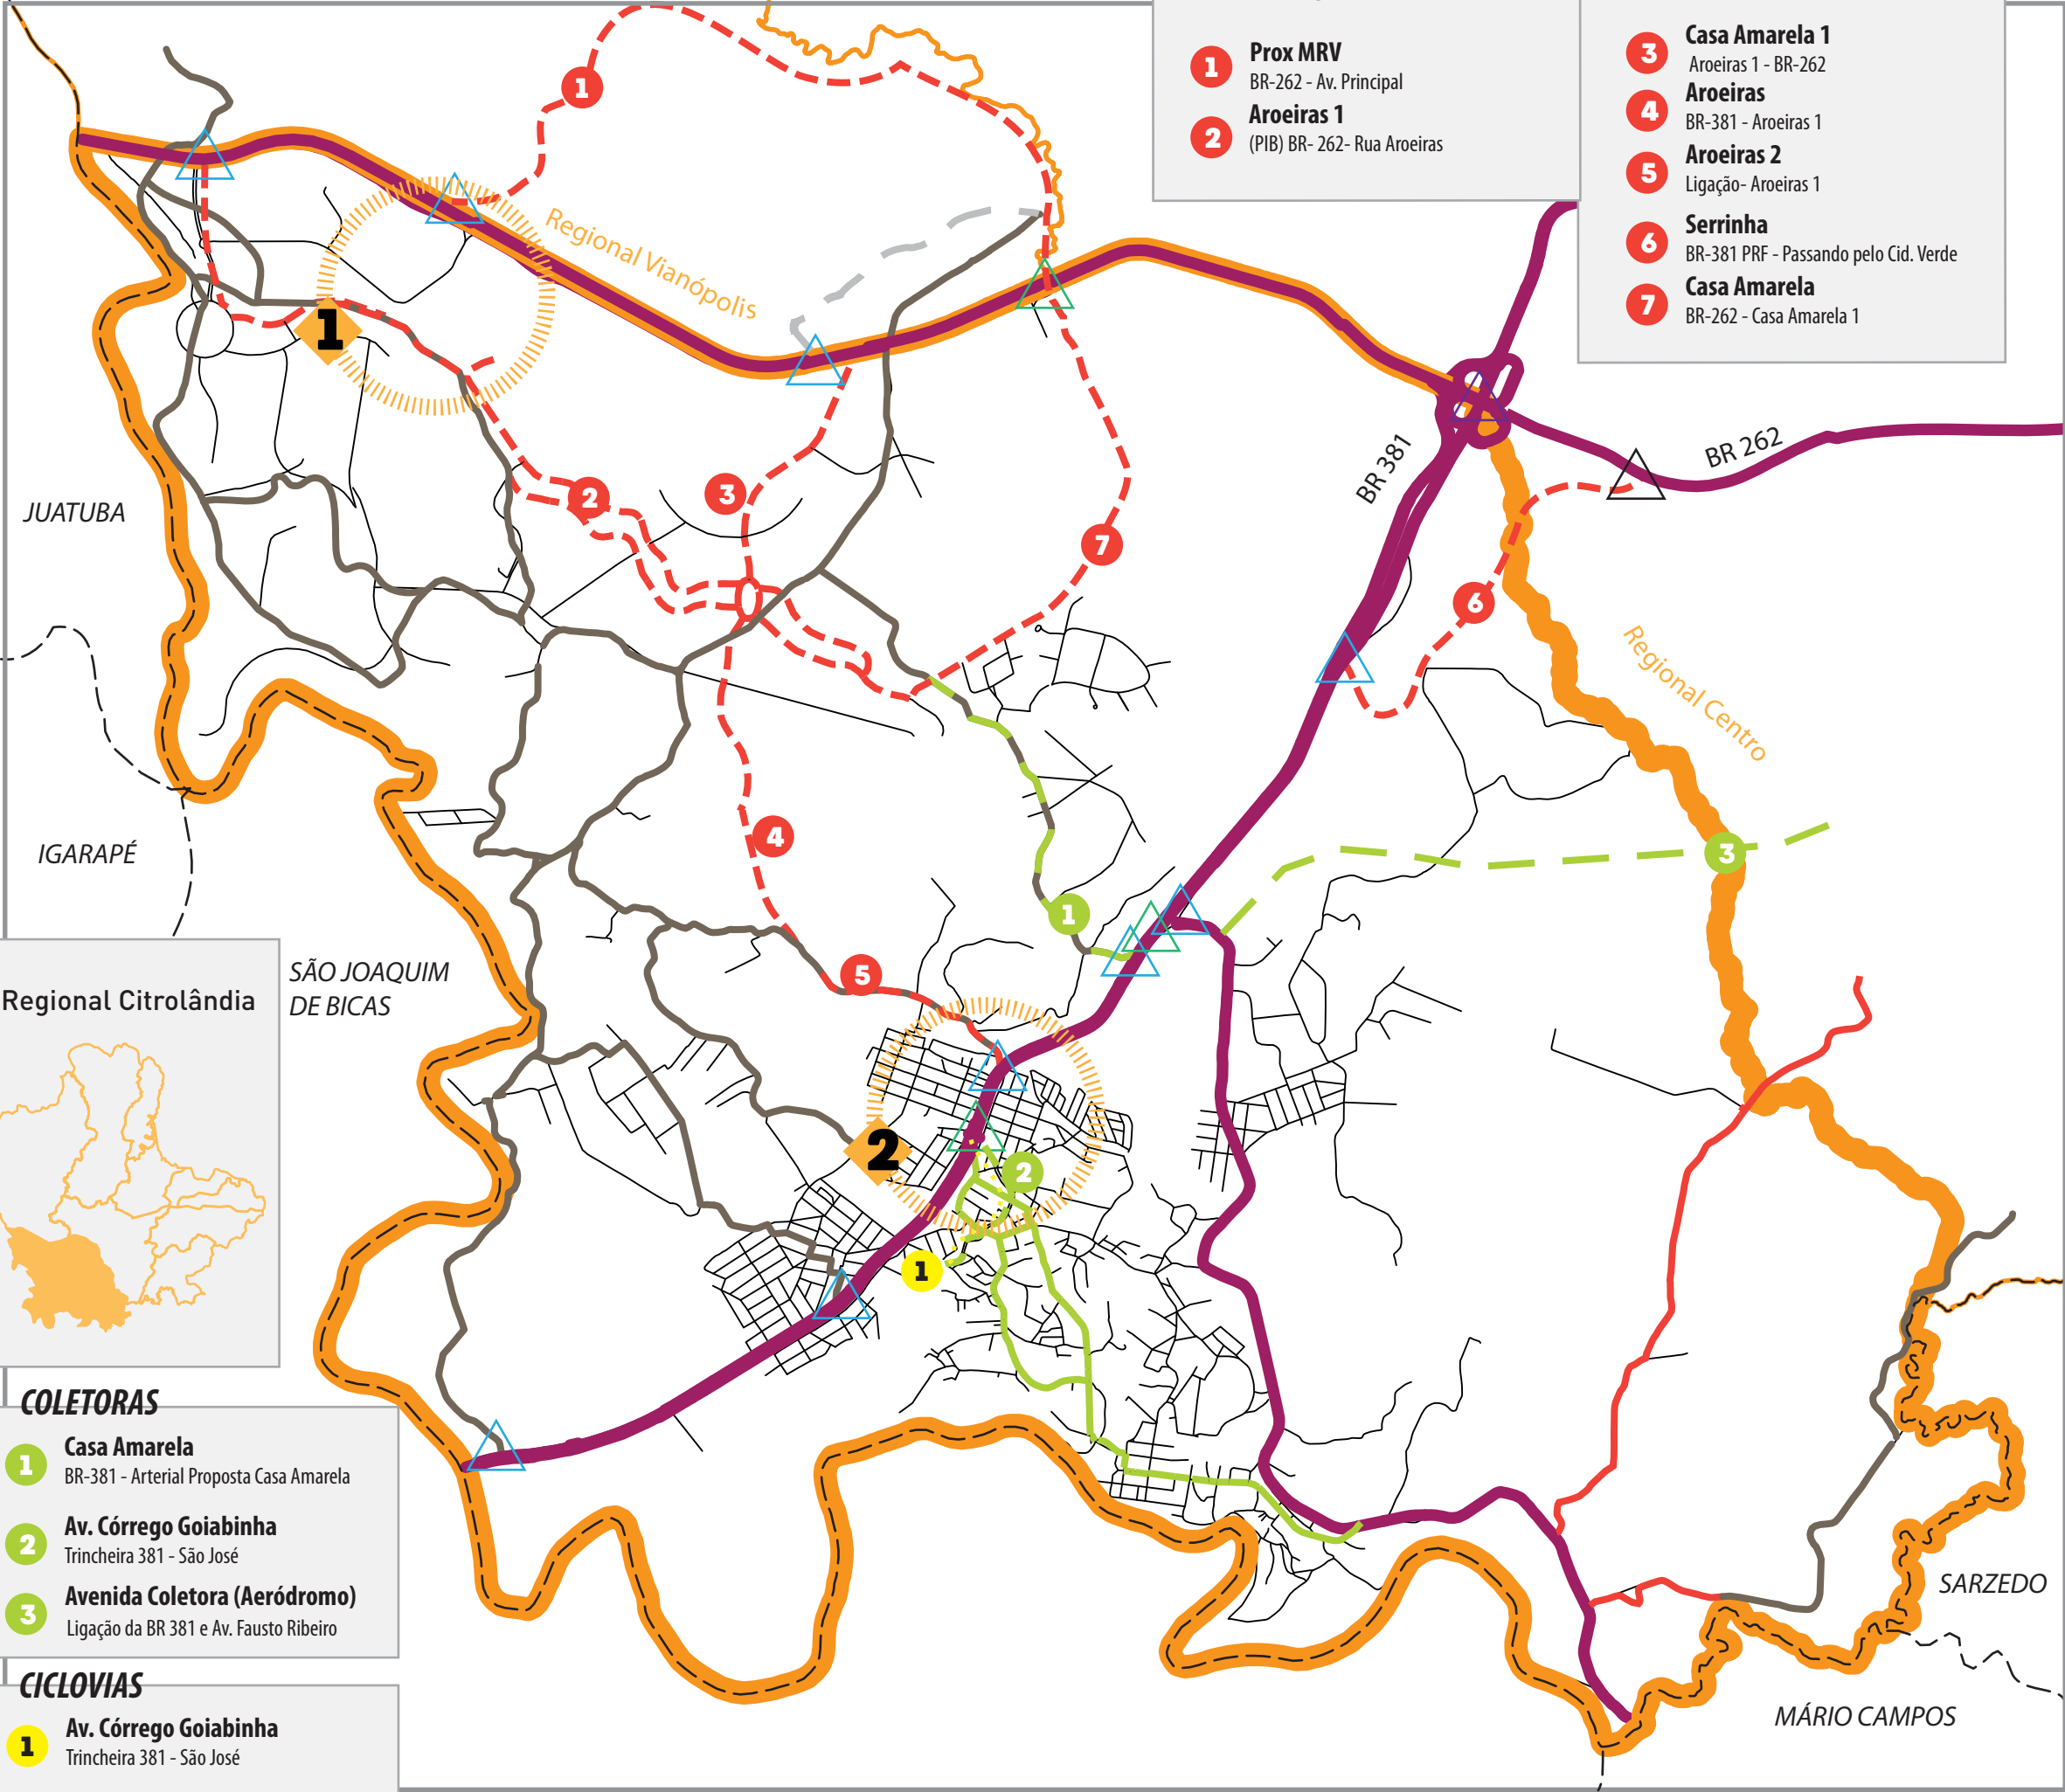 1
Prox MRV
BR-262 - Av. Principal
2
Aroeiras 1
(PIB) BR- 262- Rua Aroeiras
3
Casa Amarela 1
Aroeiras 1 - BR-262
4
Aroeiras
BR-381 - Aroeiras 1
5
Aroeiras 2
Ligação- Aroeiras 1
6
Serrinha
BR-381 PRF - Passando pelo Cid. Verde
7
Casa Amarela
BR-262 - Casa Amarela 1
1
Regional Vianópolis
1
BR 381
BR 262
JUATUBA
2
3
7
6
Regional Centro
IGARAPÉ
4
3
1
SÃO JOAQUIM
DE BICAS
5
Regional Citrolândia
2
2
1
COLETORAS
1
Casa Amarela
BR-381 - Arterial Proposta Casa Amarela
2
Av. Córrego Goiabinha
Trincheira 381 - São José
3
Avenida Coletora (Aeródromo)
Ligação da BR 381 e Av. Fausto Ribeiro
SARZEDO
MÁRIO CAMPOS
CICLOVIAS
1
Av. Córrego Goiabinha
Trincheira 381 - São José